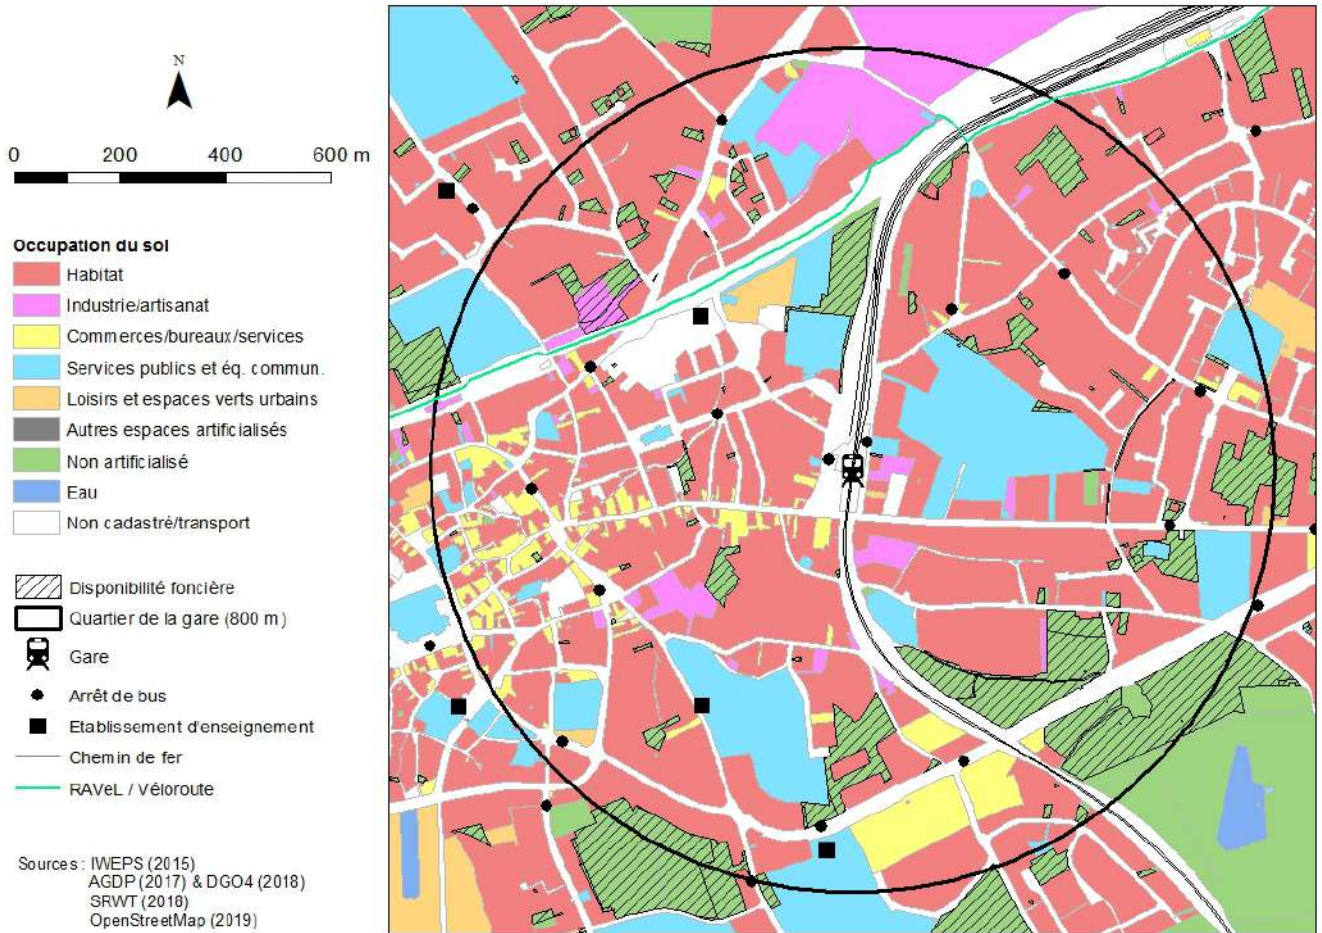 N
0 200 400 600 m
Occupation du sol
Habitat
Industrie/artisanat
Commerces/bureaux/services
Services publics et éq. commun.
Loisirs et espaces verts urbains
Autres espaces artificialisés
Non artificialisé
Eau
Non cadastré/transport
Disponibilité foncière
Quartier de la gare (800 m)
Gare
Arrêt de bus
Etablissement d'enseignement
Chemin de fer
RAVeL / Véloroute
Sources : IWEPS (2015)
AGDP (2017) & DGO4 (2018)
SRWT (2018)
OpenStreetMap (2019)